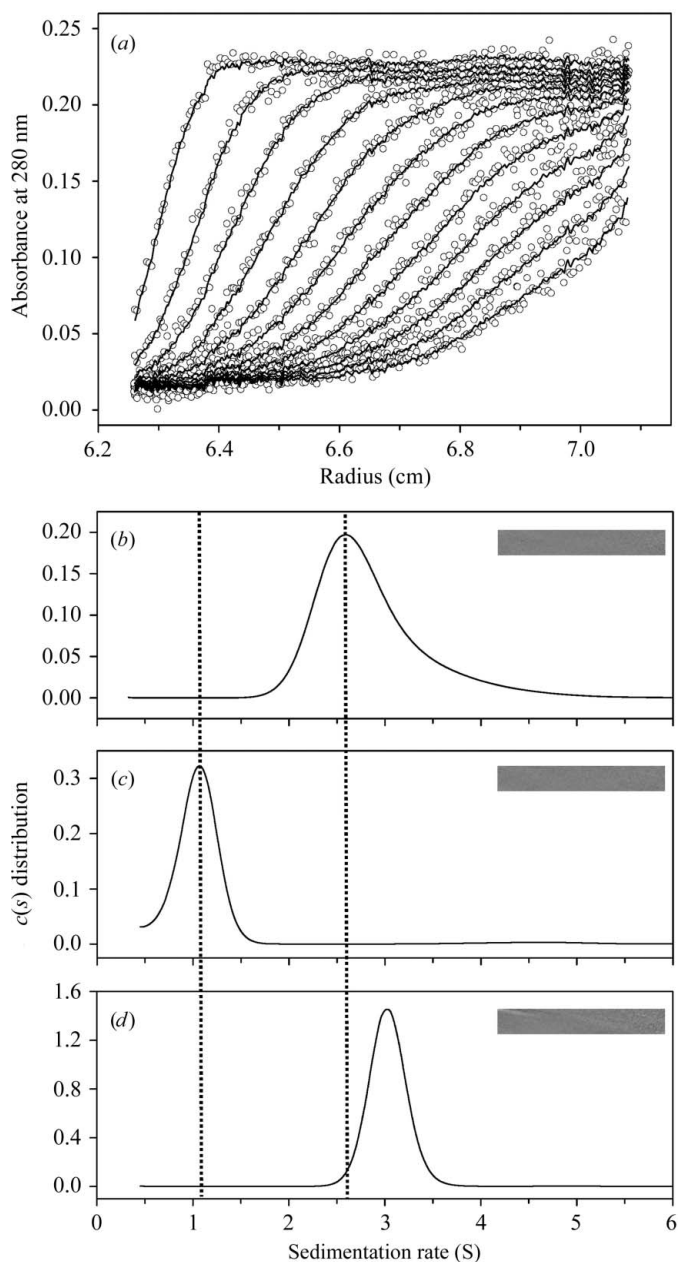 (a)
0.25
0.20
0.15
0.10
0.05
0.00
Absorbance at 280 nm
6.2 6.4 6.6 6.8 7.0
Radius (cm)
(b)
0.20
0.15
0.10
0.05
0.00
(c)
0.3
0.2
0.1
0.0
c(s) distribution
(d)
1.6
1.2
0.8
0.4
0.0
0 1 2 3 4 5 6
Sedimentation rate (S)